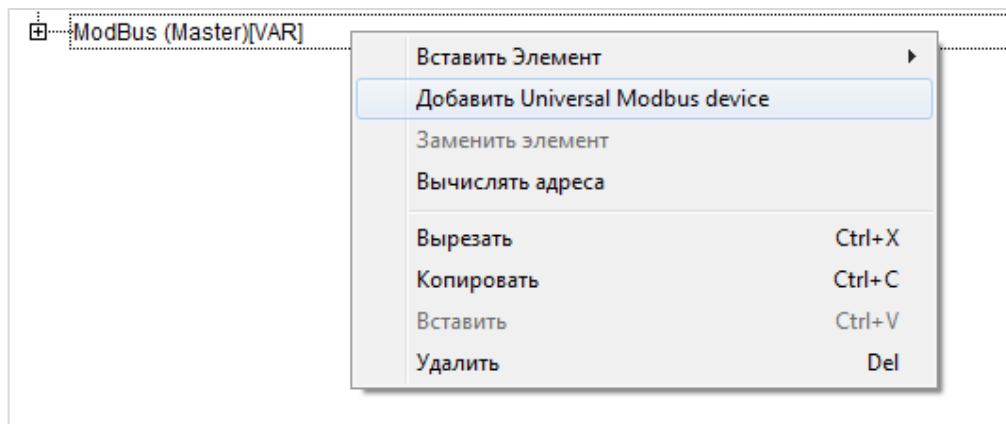 ModBus (Master)[VAR]
Вставить Элемент
Добавить Universal Modbus device
Заменить элемент
Вычислять адреса
Вырезать Ctrl+X
Копировать Ctrl+C
Вставить Ctrl+V
Удалить Del